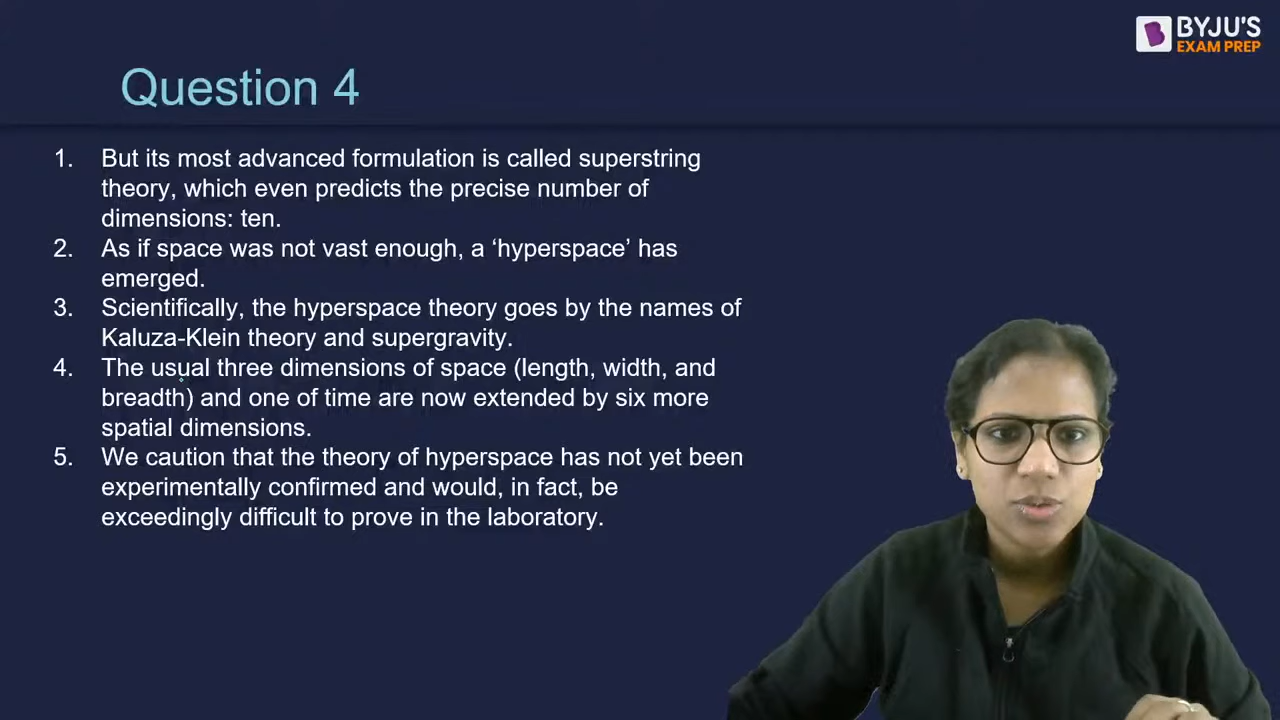 BYJU'S
EXAM PREP
Question 4
1. But its most advanced formulation is called superstring
theory, which even predicts the precise number of
dimensions: ten.
2. As if space was not vast enough, a ‘hyperspace’ has
emerged.
3. Scientifically, the hyperspace theory goes by the names of
Kaluza-Klein theory and supergravity.
4. The usual three dimensions of space (length, width, and
breadth) and one of time are now extended by six more
spatial dimensions.
5. We caution that the theory of hyperspace has not yet been
experimentally confirmed and would, in fact, be
exceedingly difficult to prove in the laboratory.